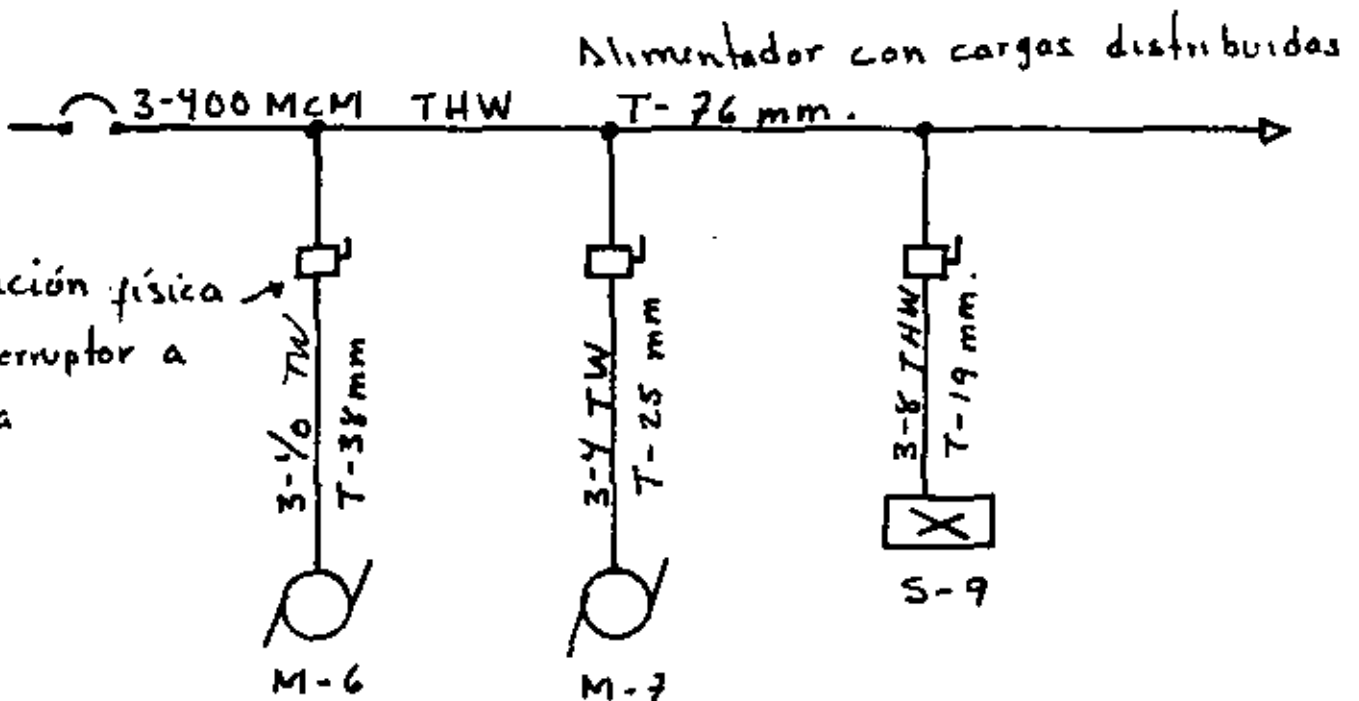 Alimentador con cargas distribuidas
3-400 MCM THW T-76 mm.
ación física
erruptor a
a
3-1/0 TW
T-38mm
3-4 TW
T-25 mm
3-8 THW
T-19 mm.
M-6
M-7
S-9